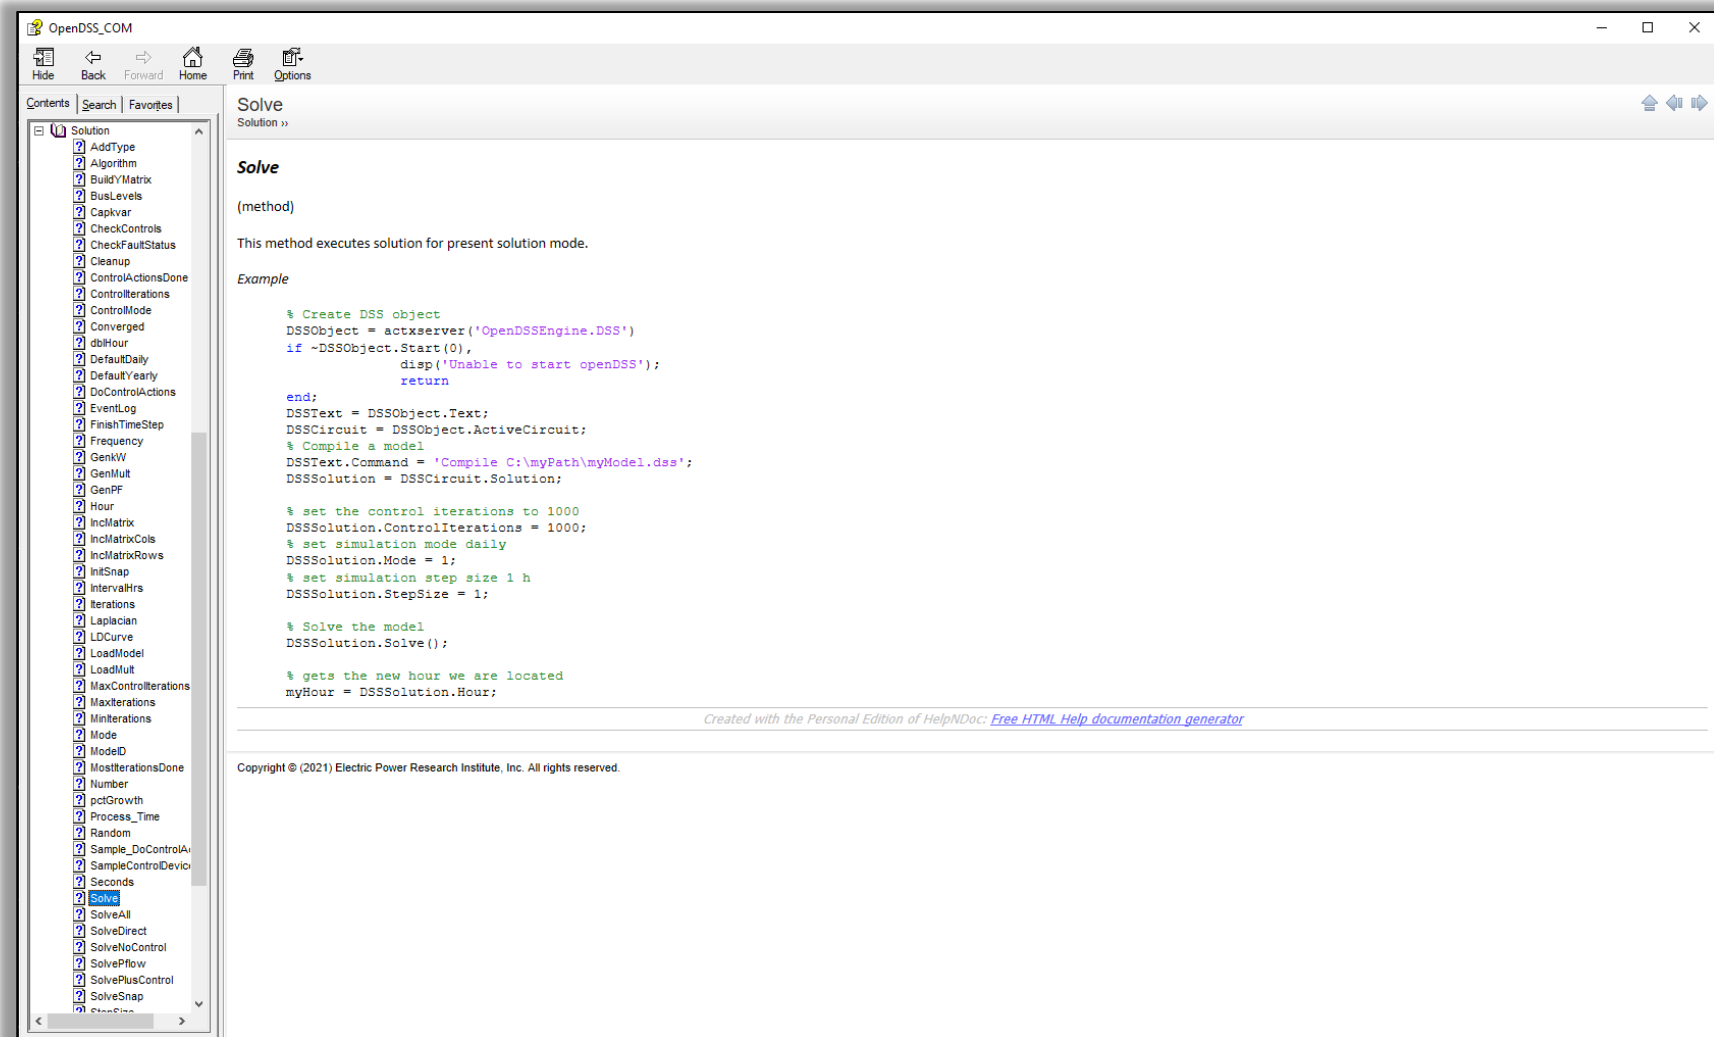 OpenDSS_COM
Hide Back Forward Home Print Options
Contents Search Favorites
Solution
AddType
Algorithm
BuildYMatrix
BusLevels
Capkvar
CheckControls
CheckFaultStatus
Cleanup
ControlActionsDone
ControlIterations
ControlMode
Converged
dblHour
DefaultDaily
DefaultYearly
DoControlActions
EventLog
FinishTimeStep
Frequency
GenkW
GenMult
GenPF
Hour
IncMatrix
IncMatrixCols
IncMatrixRows
InitSnap
IntervalHrs
Iterations
Laplacian
LDCurve
LoadModel
LoadMult
MaxControlIterations
MaxIterations
MinIterations
Mode
ModeID
MostIterationsDone
Number
pctGrowth
Process_Time
Random
Sample_DoControlA
SampleControlDevic
Seconds
Solve
SolveAll
SolveDirect
SolveNoControl
SolvePflow
SolvePlusControl
SolveSnap
StepSize
Solve
Solution ››
Solve
(method)
This method executes solution for present solution mode.
Example
% Create DSS object
DSSObject = actxserver('OpenDSSEngine.DSS')
if ~DSSObject.Start(0),
disp('Unable to start openDSS');
return
end;
DSSText = DSSObject.Text;
DSSCircuit = DSSObject.ActiveCircuit;
% Compile a model
DSSText.Command = 'Compile C:\myPath\myModel.dss';
DSSSolution = DSSCircuit.Solution;
% set the control iterations to 1000
DSSSolution.ControlIterations = 1000;
% set simulation mode daily
DSSSolution.Mode = 1;
% set simulation step size 1 h
DSSSolution.StepSize = 1;
% Solve the model
DSSSolution.Solve();
% gets the new hour we are located
myHour = DSSSolution.Hour;
Created with the Personal Edition of HelpNDoc: Free HTML Help documentation generator
Copyright © (2021) Electric Power Research Institute, Inc. All rights reserved.